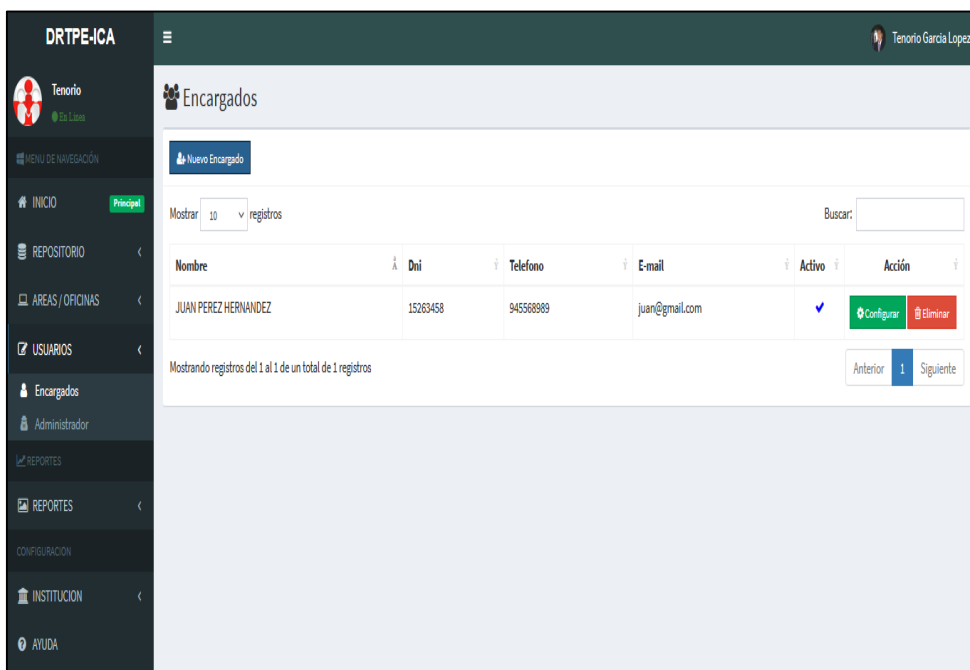 DRTPE-ICA
Tenorio Garcia Lopez
Tenorio
En Linea
MENU DE NAVEGACIÓN
INICIO
Principal
REPOSITORIO
AREAS / OFICINAS
USUARIOS
Encargados
Administrador
REPORTES
REPORTES
CONFIGURACION
INSTITUCION
AYUDA
Encargados
Nuevo Encargado
Mostrar 10 registros
Buscar:
Nombre Dni Telefono E-mail Activo Acción
JUAN PEREZ HERNANDEZ 15263458 945568989 juan@gmail.com Configurar Eliminar
Mostrando registros del 1 al 1 de un total de 1 registros
Anterior 1 Siguiente